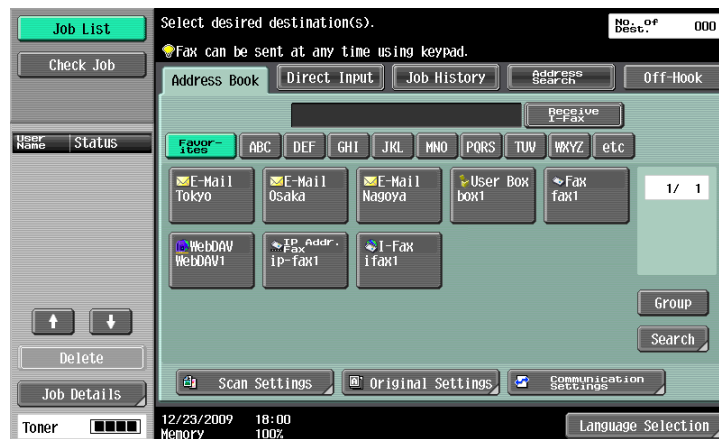 Job List
Check Job
User Name
Status
Delete
Job Details
Toner
Select desired destination(s).
No. of Dest.
000
Fax can be sent at any time using keypad.
Address Book
Direct Input
Job History
Address Search
Off-Hook
Receive I-Fax
Favor-ites
ABC
DEF
GHI
JKL
MNO
PQRS
TUV
WXYZ
etc
E-Mail
Tokyo
E-Mail
Osaka
E-Mail
Nagoya
User Box
box1
Fax
fax1
1/ 1
WebDAV
WebDAV1
IP Addr. Fax
ip-fax1
I-Fax
ifax1
Group
Search
Scan Settings
Original Settings
Communication Settings
12/23/2009 18:00
Memory 100%
Language Selection